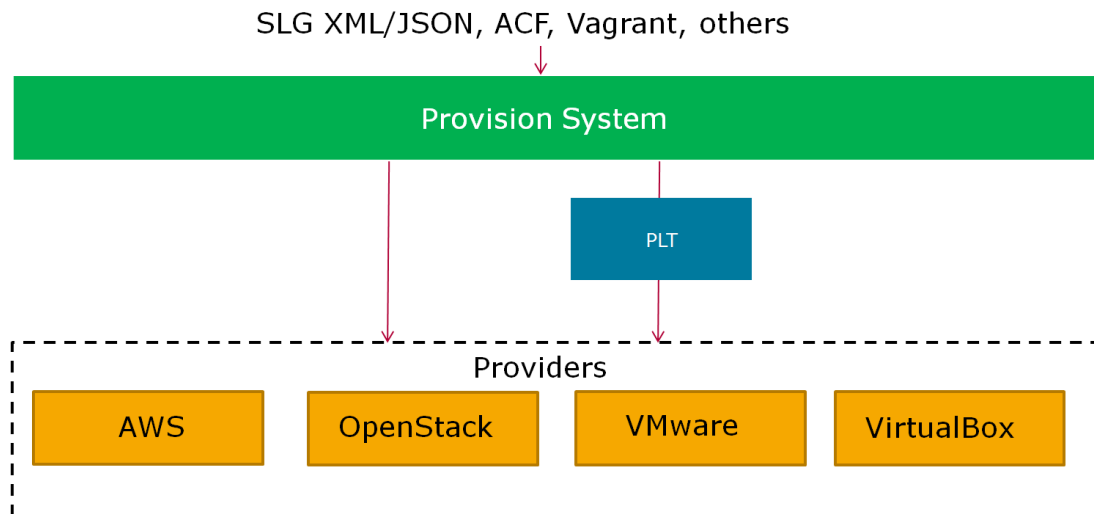 SLG XML/JSON, ACF, Vagrant, others
Provision System
PLT
Providers
AWS
OpenStack
VMware
VirtualBox